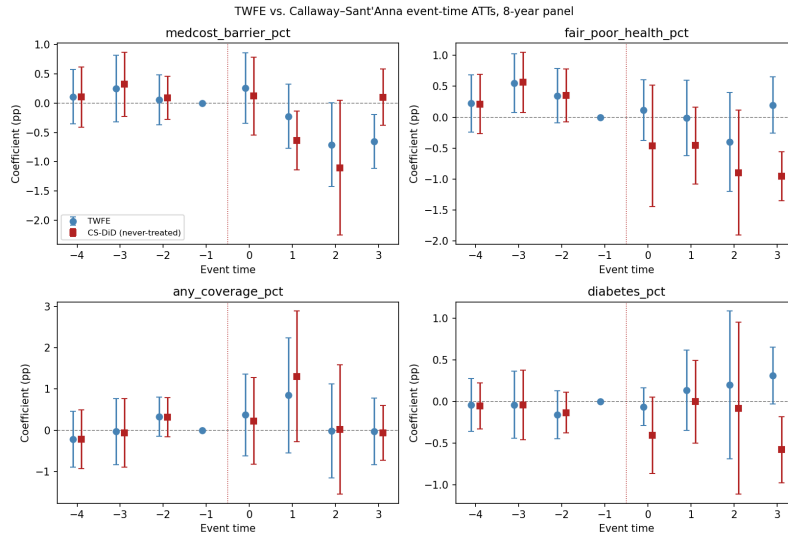 TWFE vs. Callaway–Sant'Anna event-time ATTs, 8-year panel
medcost_barrier_pct
1.0
0.5
0.0
−0.5
−1.0
−1.5
−2.0
Coefficient (pp)
TWFE
CS-DiD (never-treated)
−4 −3 −2 −1 0 1 2 3
Event time
fair_poor_health_pct
1.0
0.5
0.0
−0.5
−1.0
−1.5
−2.0
Coefficient (pp)
−4 −3 −2 −1 0 1 2 3
Event time
any_coverage_pct
3
2
1
0
−1
Coefficient (pp)
−4 −3 −2 −1 0 1 2 3
Event time
diabetes_pct
1.0
0.5
0.0
−0.5
−1.0
Coefficient (pp)
−4 −3 −2 −1 0 1 2 3
Event time